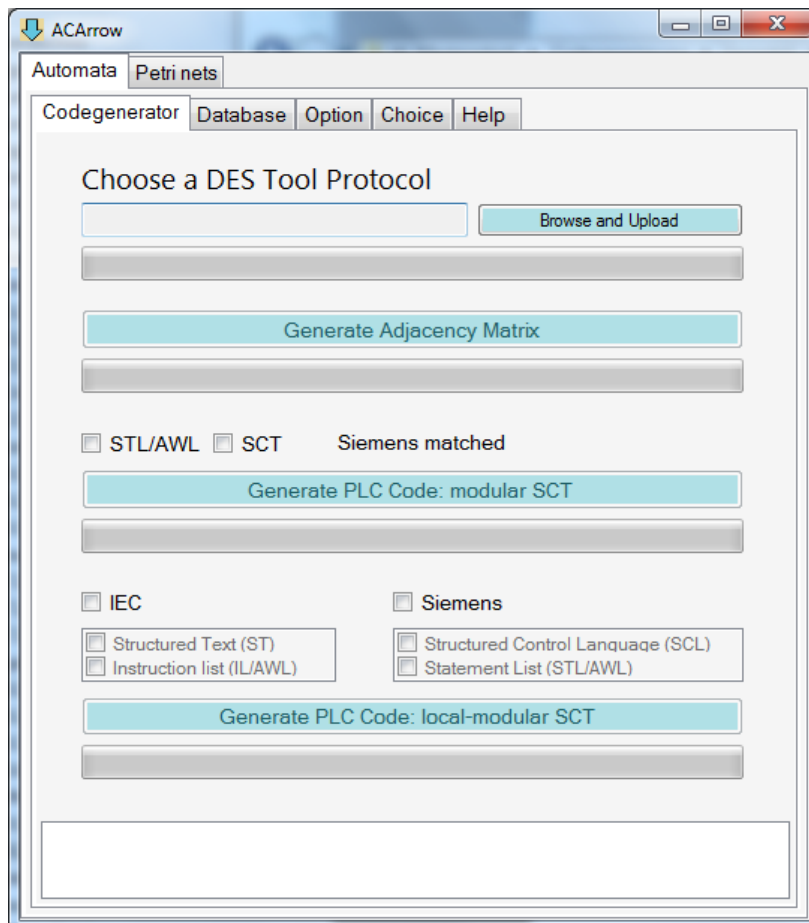 ACArrow
Automata Petri nets
Codegenerator Database Option Choice Help
Choose a DES Tool Protocol
Browse and Upload
Generate Adjacency Matrix
STL/AWL SCT Siemens matched
Generate PLC Code: modular SCT
IEC Siemens
Structured Text (ST) Structured Control Language (SCL)
Instruction list (IL/AWL) Statement List (STL/AWL)
Generate PLC Code: local-modular SCT